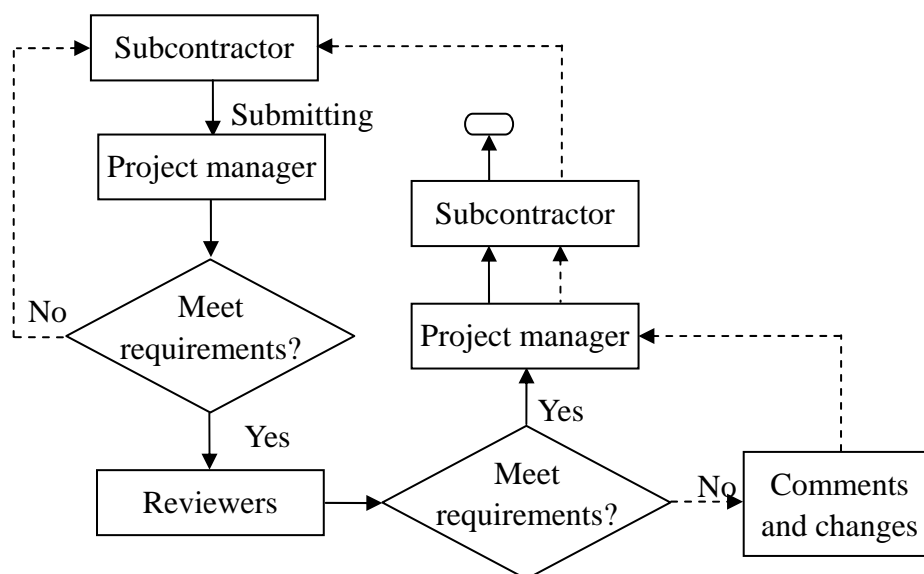 Subcontractor
Submitting
Project manager
Meet
requirements?
No
Yes
Reviewers
Subcontractor
Project manager
Yes
Meet
requirements?
No
Comments
and changes